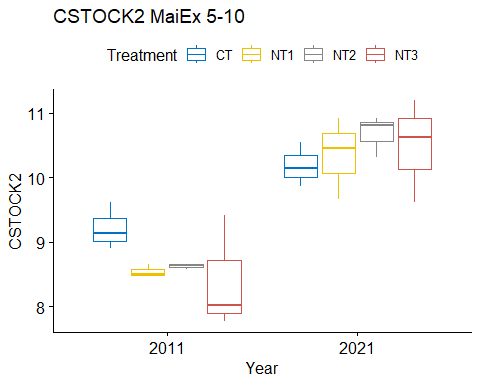 CSTOCK2 MaiEx 5-10
Treatment CT NT1 NT2 NT3
11
10
9
8
CSTOCK2
2011 2021
Year